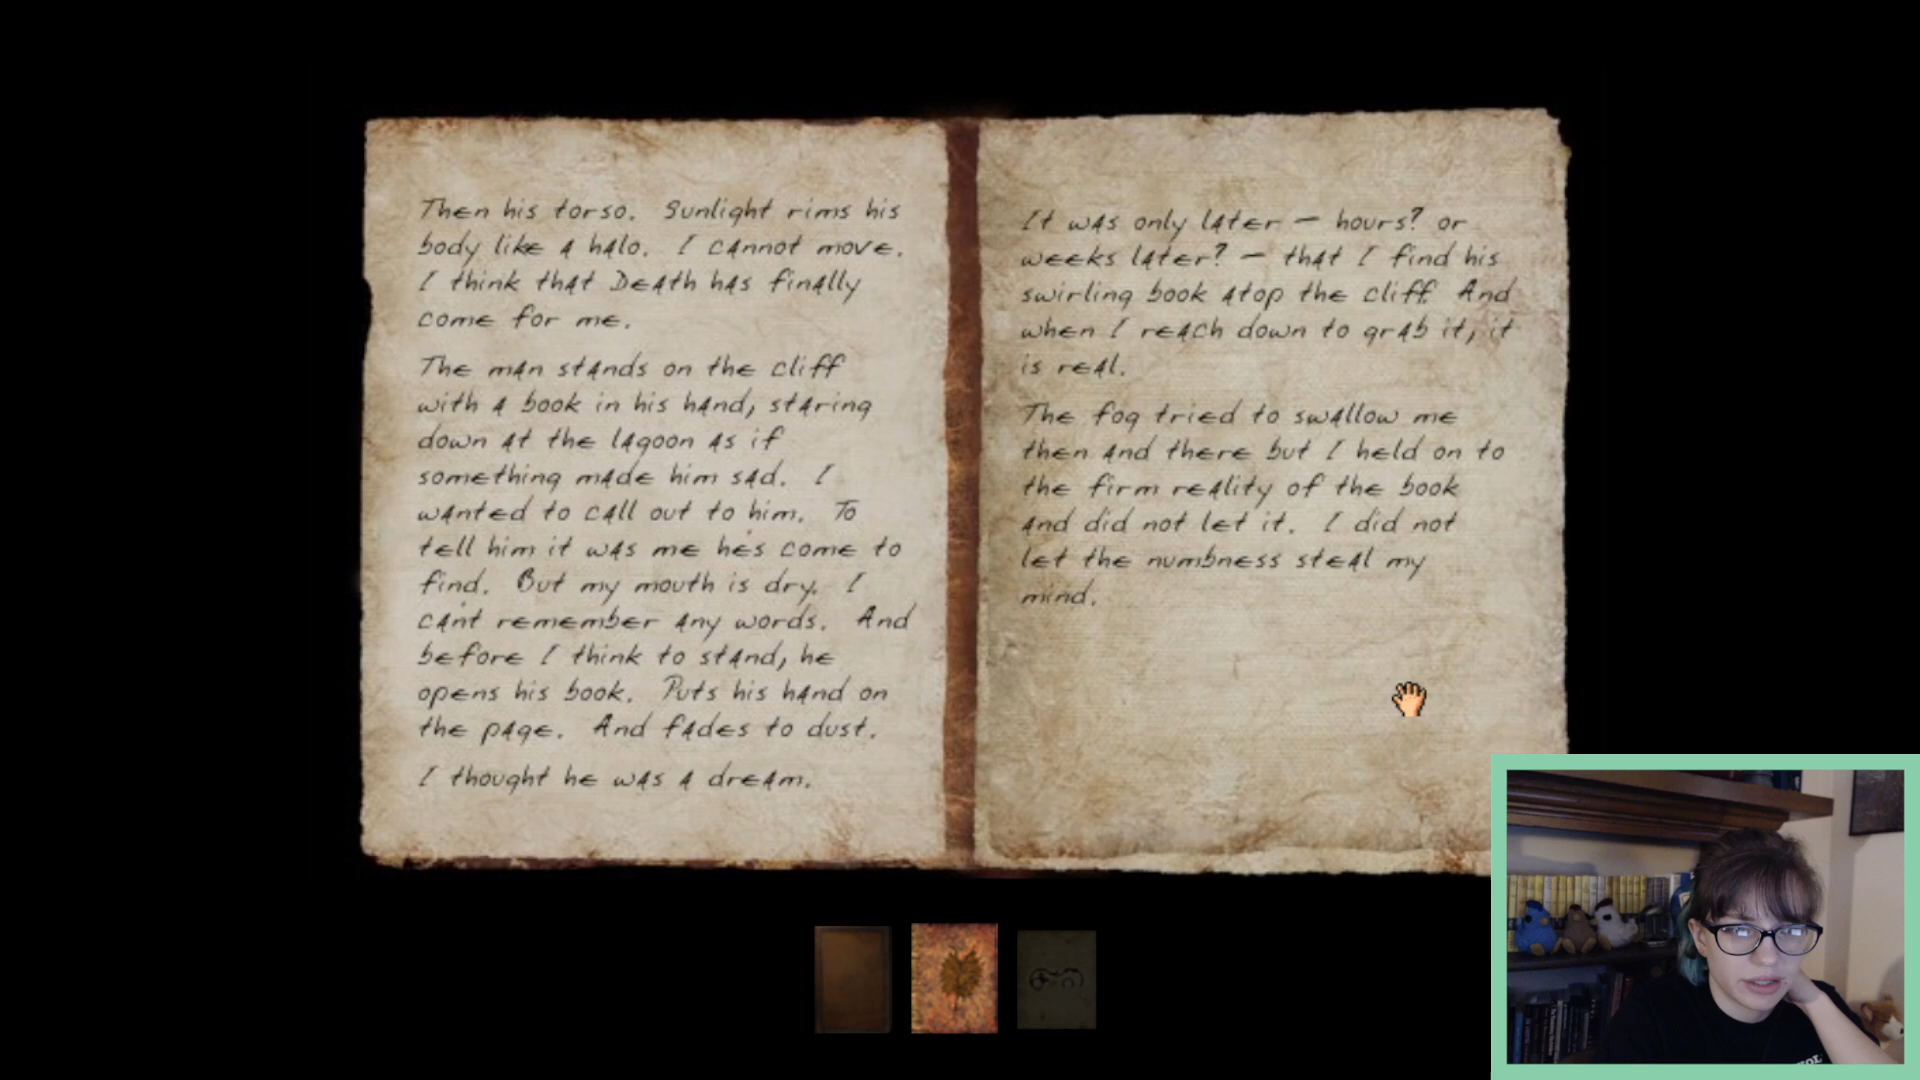 Then his torso. Sunlight rims his
body like a halo. I cannot move.
I think that Death has finally
come for me.
The man stands on the cliff
with a book in his hand, staring
down at the lagoon as if
something made him sad. I
wanted to call out to him. To
tell him it was me he's come to
find. But my mouth is dry. I
can't remember any words. And
before I think to stand, he
opens his book. Puts his hand on
the page. And fades to dust.
I thought he was a dream.
It was only later – hours? or
weeks later? – that I find his
swirling book atop the cliff. And
when I reach down to grab it, it
is real.
The fog tried to swallow me
then and there but I held on to
the firm reality of the book
and did not let it. I did not
let the numbness steal my
mind.